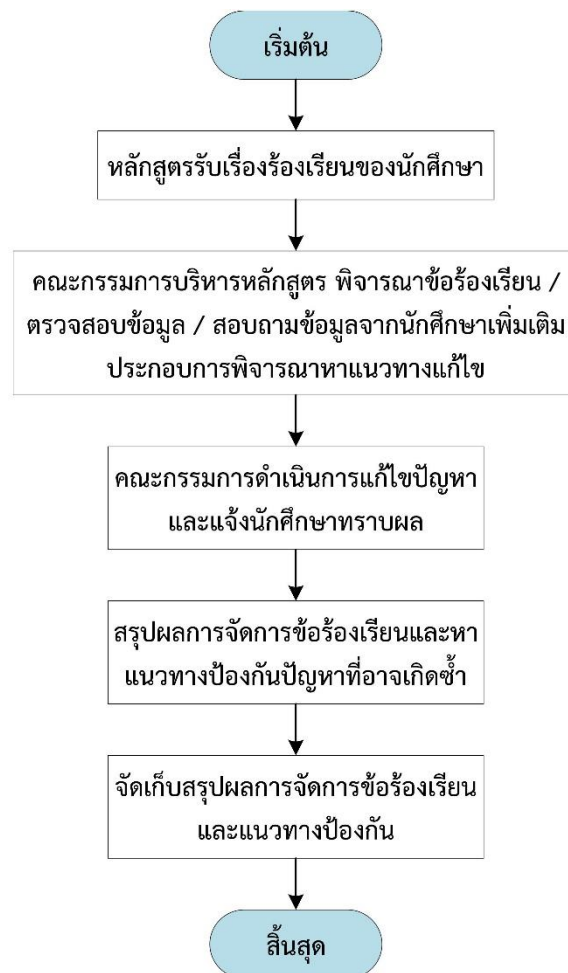 เริ่มต้น
หลักสูตรรับเรื่องร้องเรียนของนักศึกษา
คณะกรรมการบริหารหลักสูตร พิจารณาข้อร้องเรียน /
ตรวจสอบข้อมูล / สอบถามข้อมูลจากนักศึกษาเพิ่มเติม
ประกอบการพิจารณาหาแนวทางแก้ไข
คณะกรรมการดำเนินการแก้ไขปัญหา
และแจ้งนักศึกษาทราบผล
สรุปผลการจัดการข้อร้องเรียนและหา
แนวทางป้องกันปัญหาที่อาจเกิดซ้ำ
จัดเก็บสรุปผลการจัดการข้อร้องเรียน
และแนวทางป้องกัน
สิ้นสุด